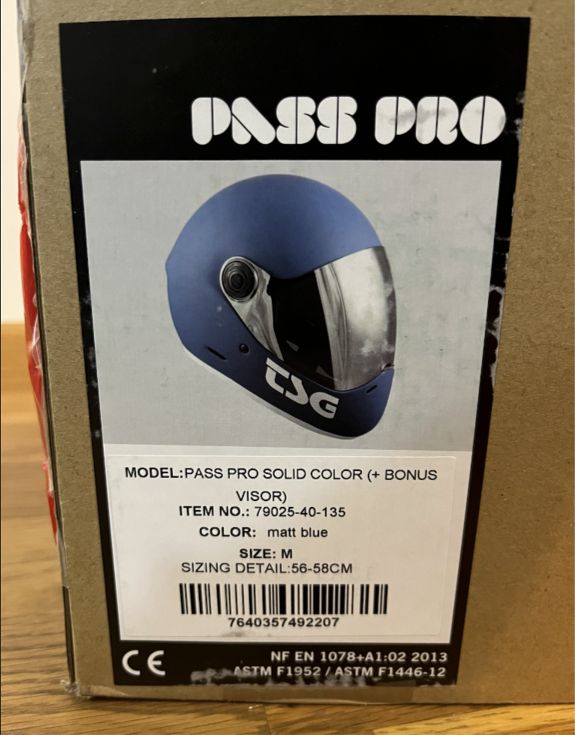 PASS PRO
TSG
MODEL:PASS PRO SOLID COLOR (+ BONUS
VISOR)
ITEM NO.: 79025-40-135
COLOR: matt blue
SIZE: M
SIZING DETAIL:56-58CM
7640357492207
CE NF EN 1078+A1:02 2013
ASTM F1952 / ASTM F1446-12